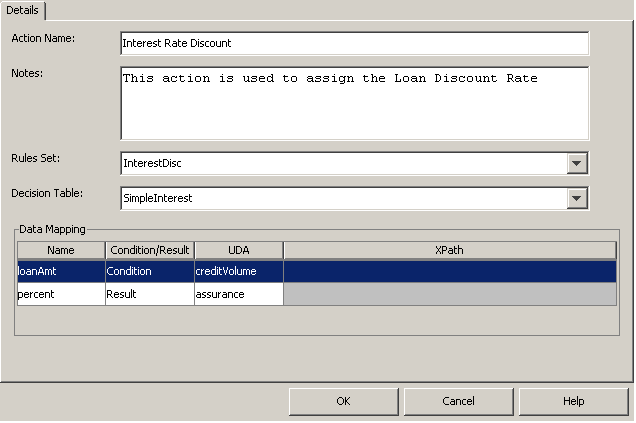 Details
Action Name: Interest Rate Discount
Notes: This action is used to assign the Loan Discount Rate
Rules Set: InterestDisc
Decision Table: SimpleInterest
Data Mapping
Name Condition/Result UDA XPath
loanAmt Condition creditVolume
percent Result assurance
OK Cancel Help